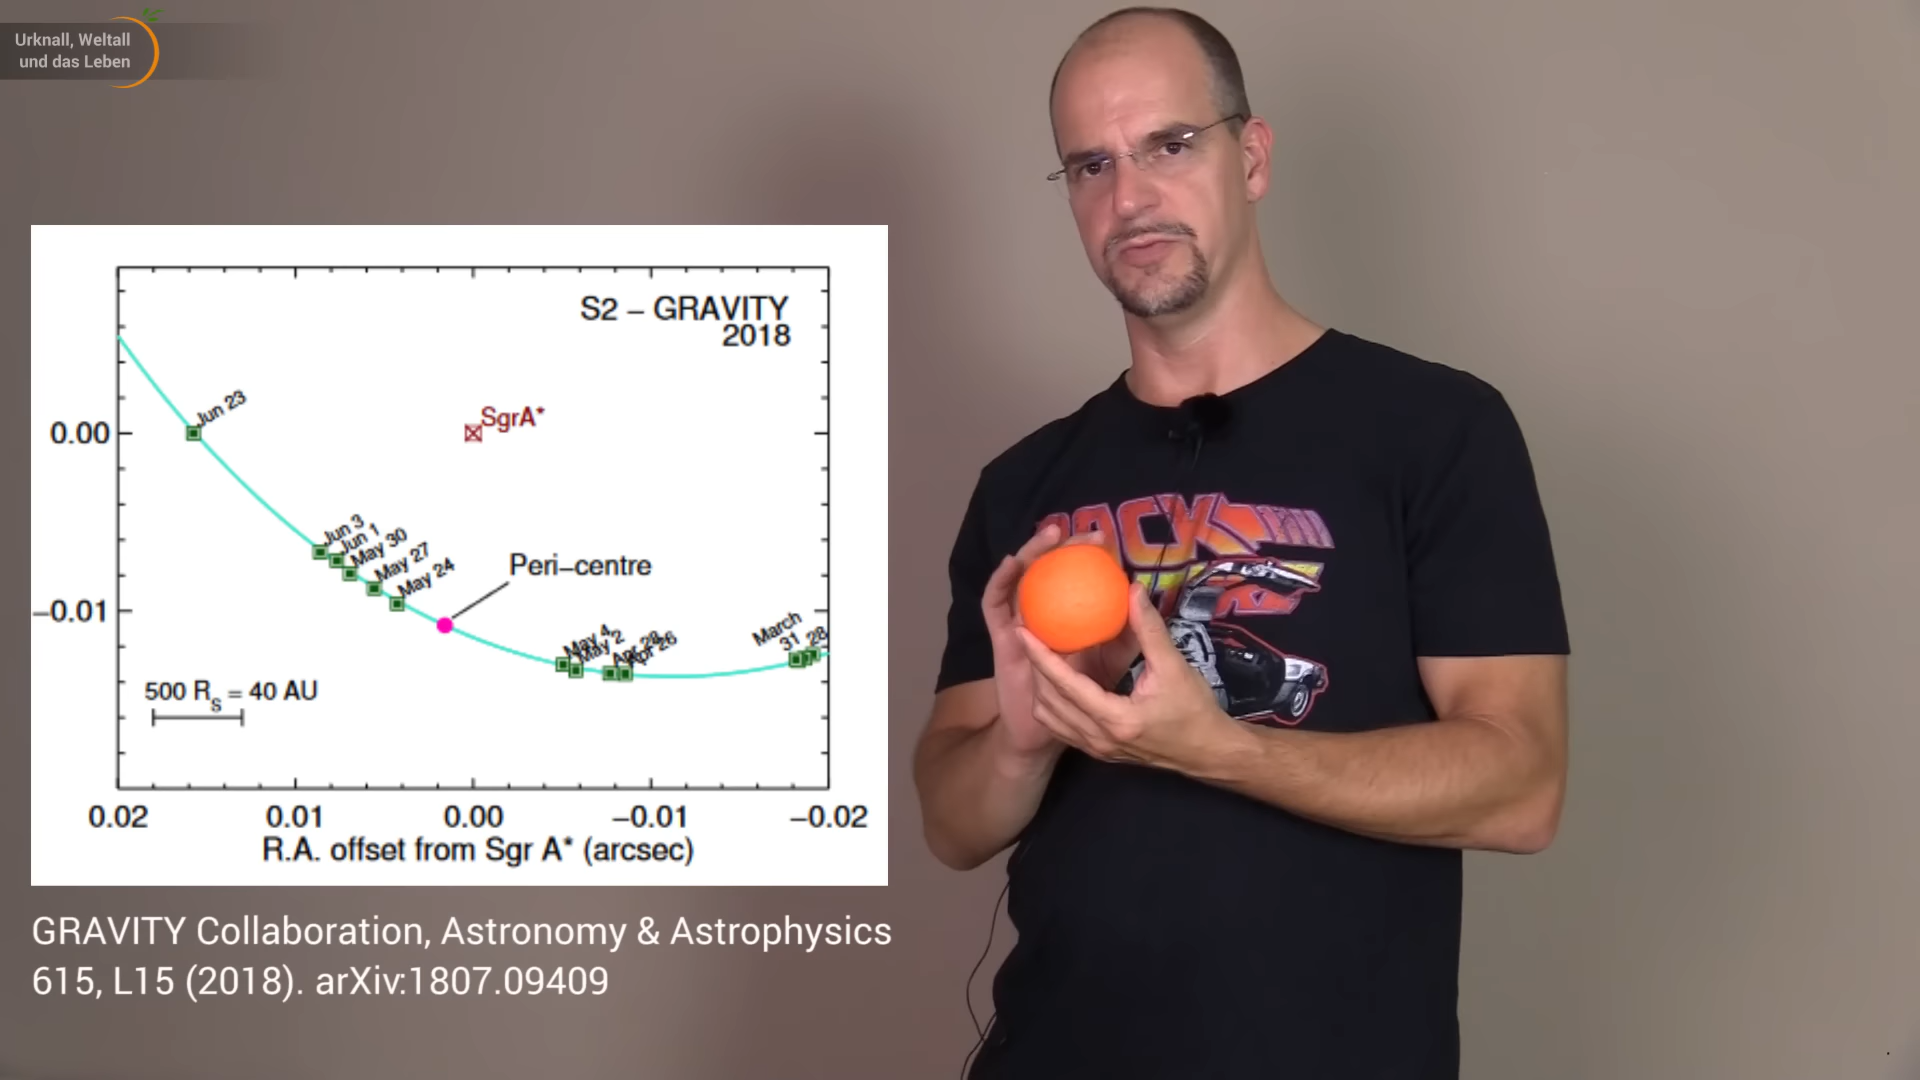 Urknall, Weltall
und das Leben
S2 – GRAVITY
2018
Jun 23
SgrA*
0.00
Jun 3
Jun 1
May 30
May 27
May 24
Peri–centre
–0.01
May 4
May 2
Apr 26
March
31 28
500 Rs = 40 AU
0.02 0.01 0.00 –0.01 –0.02
R.A. offset from Sgr A* (arcsec)
GRAVITY Collaboration, Astronomy & Astrophysics
615, L15 (2018). arXiv:1807.09409
BACK